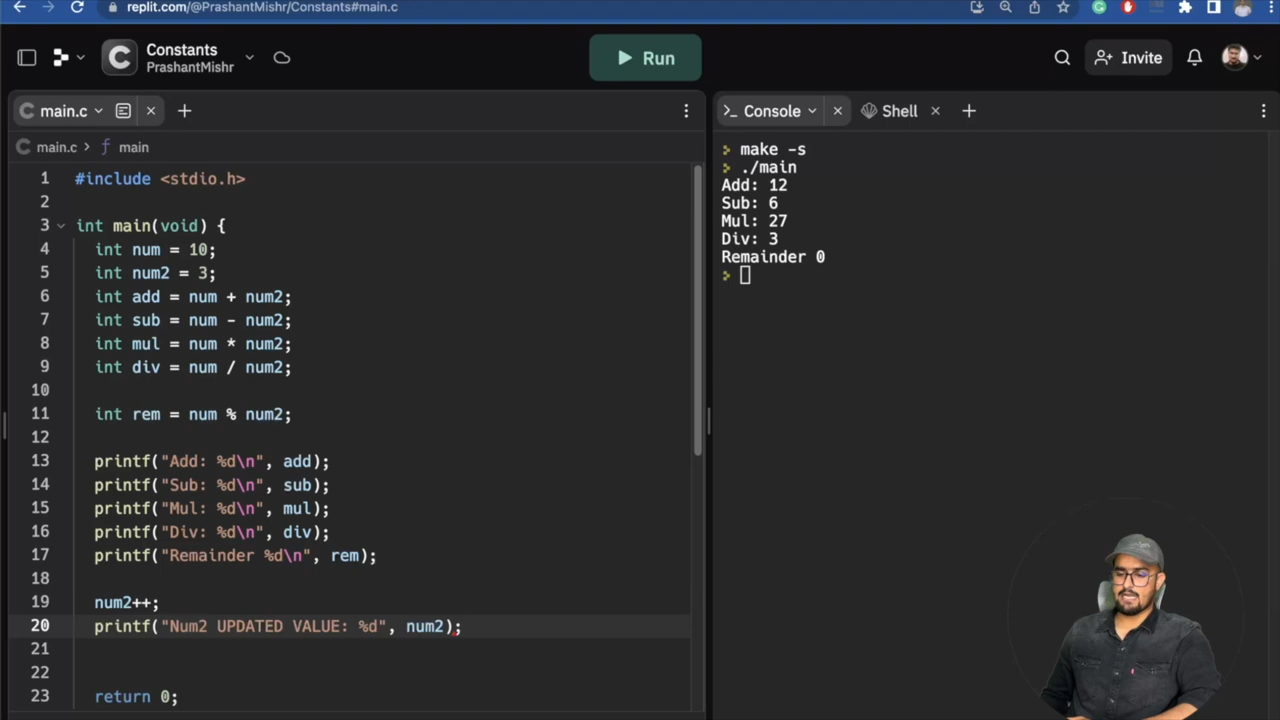 replit.com/@PrashantMishr/Constants#main.c
Constants
PrashantMishr
Run
Invite
main.c
main.c > f main
1 #include <stdio.h>
2
3 int main(void) {
4 int num = 10;
5 int num2 = 3;
6 int add = num + num2;
7 int sub = num - num2;
8 int mul = num * num2;
9 int div = num / num2;
10
11 int rem = num % num2;
12
13 printf("Add: %d\n", add);
14 printf("Sub: %d\n", sub);
15 printf("Mul: %d\n", mul);
16 printf("Div: %d\n", div);
17 printf("Remainder %d\n", rem);
18
19 num2++;
20 printf("Num2 UPDATED VALUE: %d", num2);
21
22
23 return 0;
>_ Console
Shell
> make -s
> ./main
Add: 12
Sub: 6
Mul: 27
Div: 3
Remainder 0
>